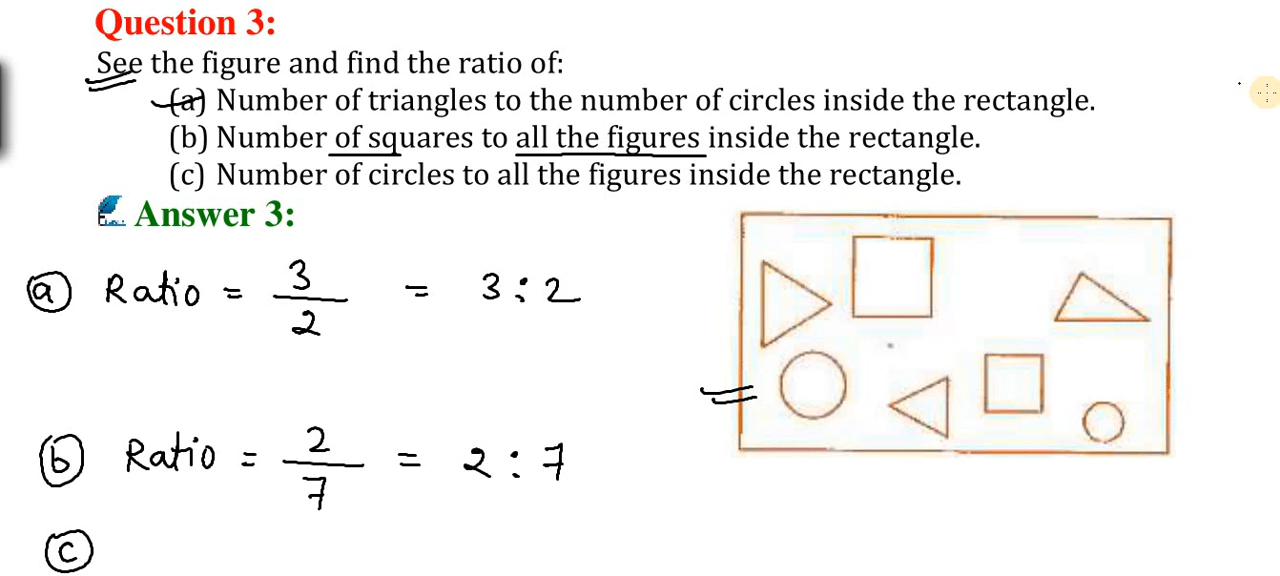 Question 3:
See the figure and find the ratio of:
(a) Number of triangles to the number of circles inside the rectangle.
(b) Number of squares to all the figures inside the rectangle.
(c) Number of circles to all the figures inside the rectangle.
Answer 3:
(a) Ratio = 3/2 = 3:2
(b) Ratio = 2/7 = 2:7
(c)